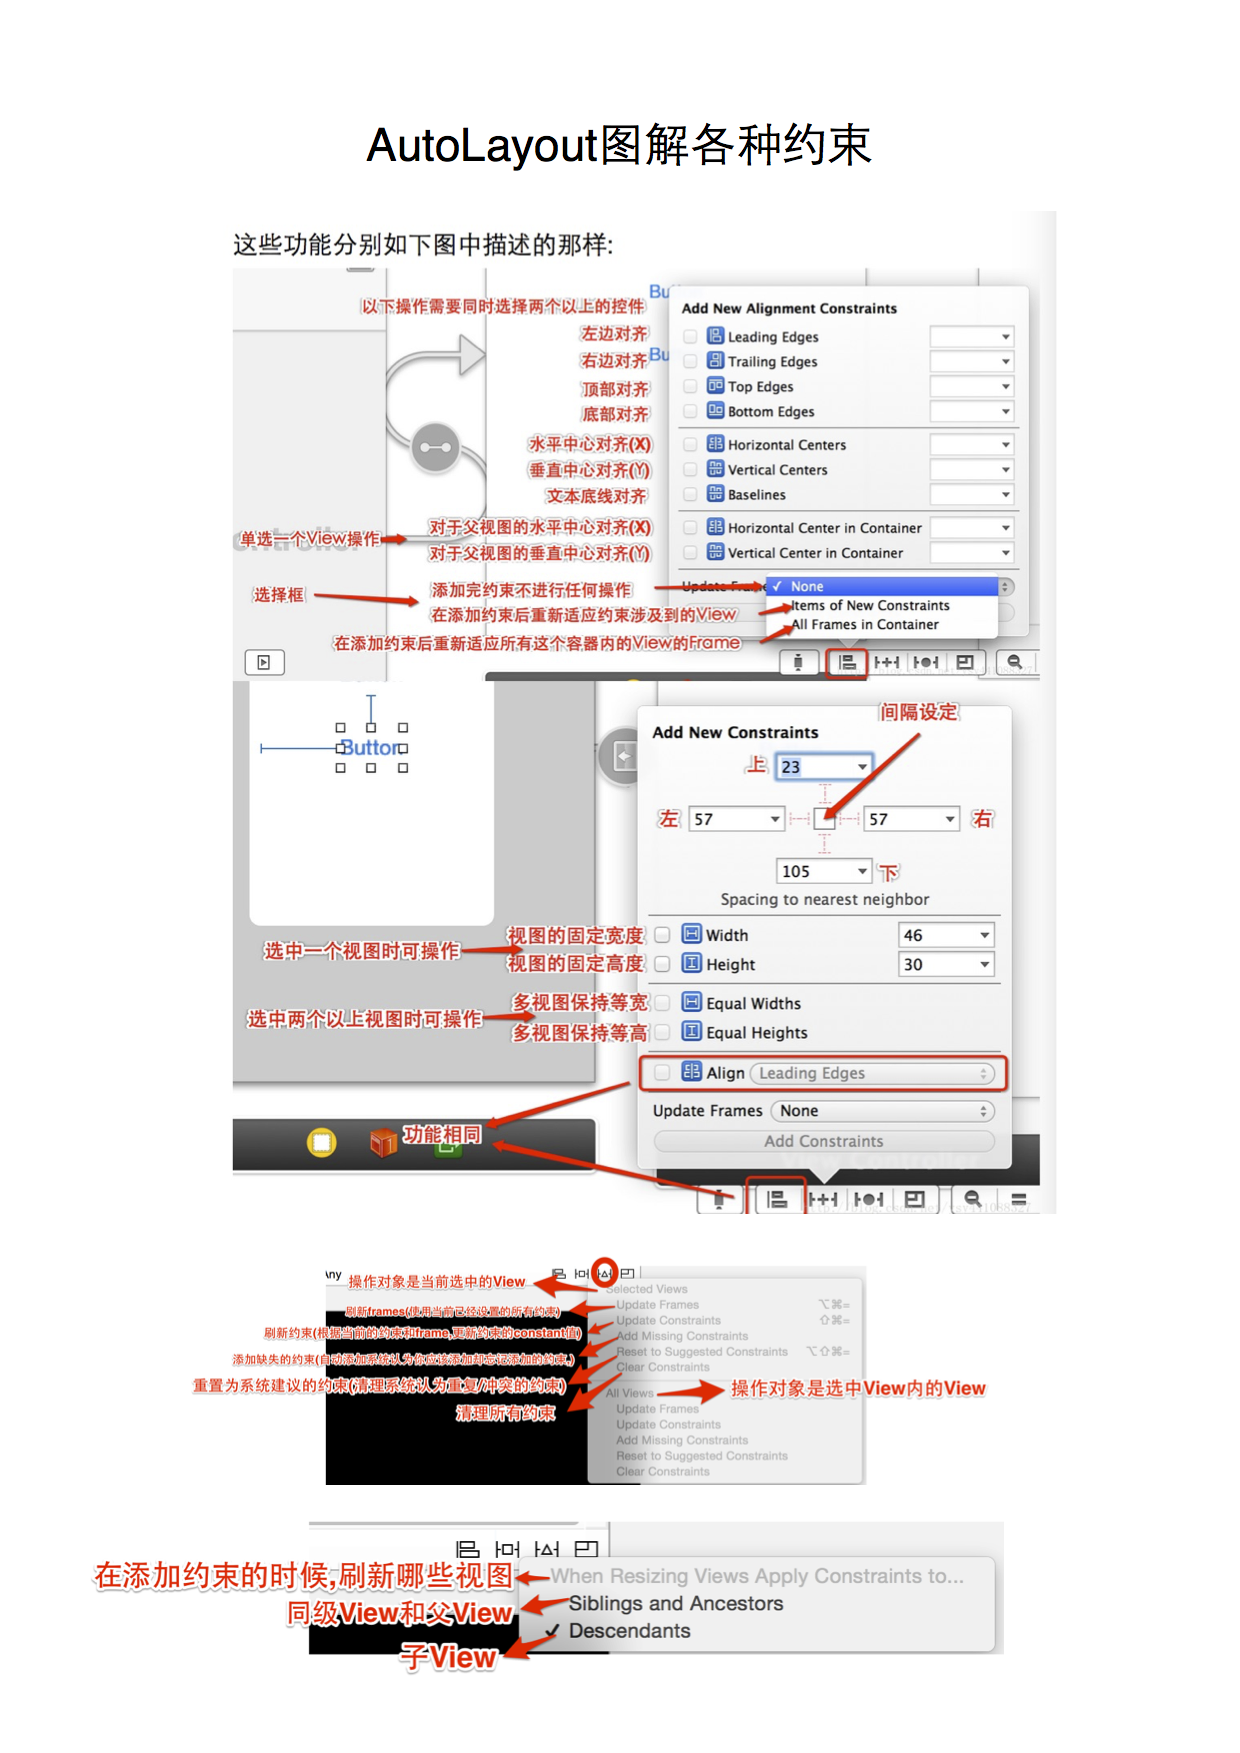 AutoLayout图解各种约束
这些功能分别如下图中描述的那样:
以下操作需要同时选择两个以上的控件
Add New Alignment Constraints
左边对齐 Leading Edges
右边对齐 Trailing Edges
顶部对齐 Top Edges
底部对齐 Bottom Edges
水平中心对齐(X) Horizontal Centers
垂直中心对齐(Y) Vertical Centers
文本底线对齐 Baselines
单选一个View操作
对于父视图的水平中心对齐(X) Horizontal Center in Container
对于父视图的垂直中心对齐(Y) Vertical Center in Container
选择框
添加完约束不进行任何操作 Update Frame ✓ None
在添加约束后重新适应约束涉及到的View Items of New Constraints
在添加约束后重新适应所有这个容器内的View的Frame All Frames in Container
Button
间隔设定
Add New Constraints
上 23
左 57 57 右
105 下
Spacing to nearest neighbor
选中一个视图时可操作
视图的固定宽度 Width 46
视图的固定高度 Height 30
选中两个以上视图时可操作
多视图保持等宽 Equal Widths
多视图保持等高 Equal Heights
Align Leading Edges
Update Frames None
功能相同
Add Constraints
Any
操作对象是当前选中的View Selected Views
刷新frames(使用当前已经设置的所有约束) Update Frames ⌥⌘=
刷新约束(根据当前的约束和frame,更新约束的constant值) Update Constraints ⇧⌘=
添加缺失的约束(自动添加系统认为你应该添加却忘记添加的约束,) Add Missing Constraints
重置为系统建议的约束(清理系统认为重复/冲突的约束) Reset to Suggested Constraints ⌥⇧⌘=
清理所有约束 Clear Constraints
All Views 操作对象是选中View内的View
Update Frames
Update Constraints
Add Missing Constraints
Reset to Suggested Constraints
Clear Constraints
在添加约束的时候,刷新哪些视图 When Resizing Views Apply Constraints to...
同级View和父View Siblings and Ancestors
子View ✓ Descendants